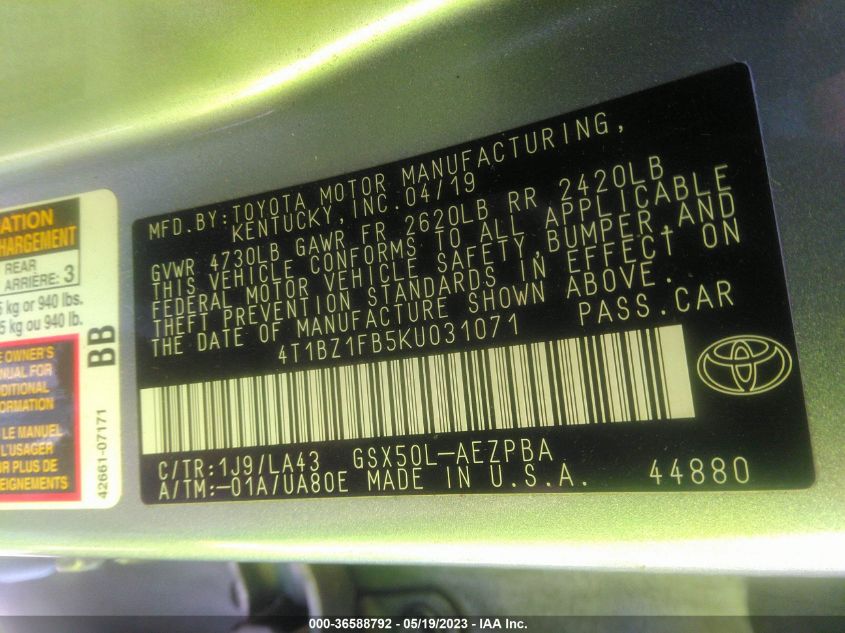 ATION
HARGEMENT
REAR
ARRIÈRE: 3
5 kg or 940 lbs.
5 kg ou 940 lb.
BB
E OWNER'S
NUAL FOR
DDITIONAL
ORMATION
LE MANUEL
L'USAGER
OR PLUS DE
EIGNEMENTS
42661-07171
MFD.BY:TOYOTA MOTOR MANUFACTURING,
KENTUCKY,INC.04/19
GVWR 4730LB GAWR FR 2620LB RR 2420LB
THIS VEHICLE CONFORMS TO ALL APPLICABLE
FEDERAL MOTOR VEHICLE SAFETY,BUMPER,AND
THEFT PREVENTION STANDARDS IN EFFECT ON
THE DATE OF MANUFACTURE SHOWN ABOVE.
4T1BZ1FB5KU031071 PASS.CAR
C/TR:1J9/LA43 GSX50L-AEZPBA
A/TM:-01A/UA80E MADE IN U.S.A. 44880
000-36588792 - 05/19/2023 - IAA Inc.